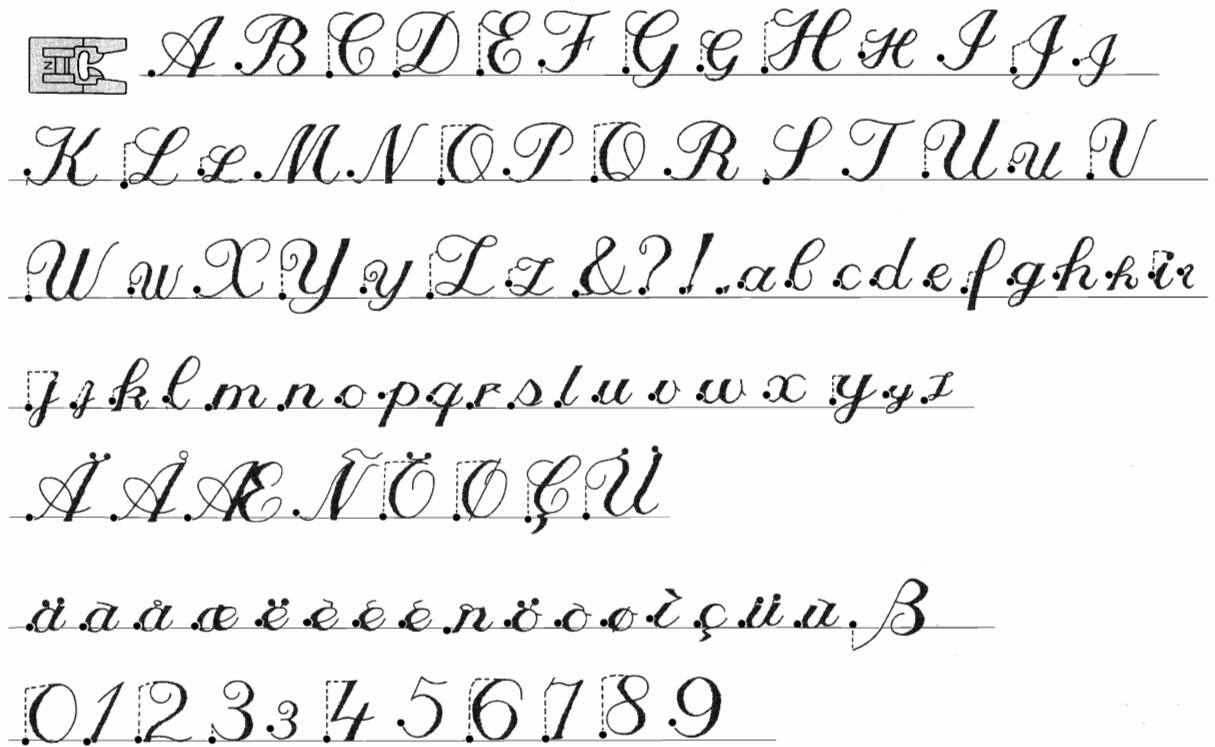 A B C D E F G G H H I J J
K L L M N O P Q R S T U U V
W W X Y Y Z Z & ? ! . , a b c d e f g h h i i
j j k l m n o p q r s t u v w x y y z
Ä Å Æ Ñ Ö Ø Ç Ü
ä à å æ ë è é ê ñ ö ò ø ì ç ü ù ß
0 1 2 3 3 4 5 6 7 8 9